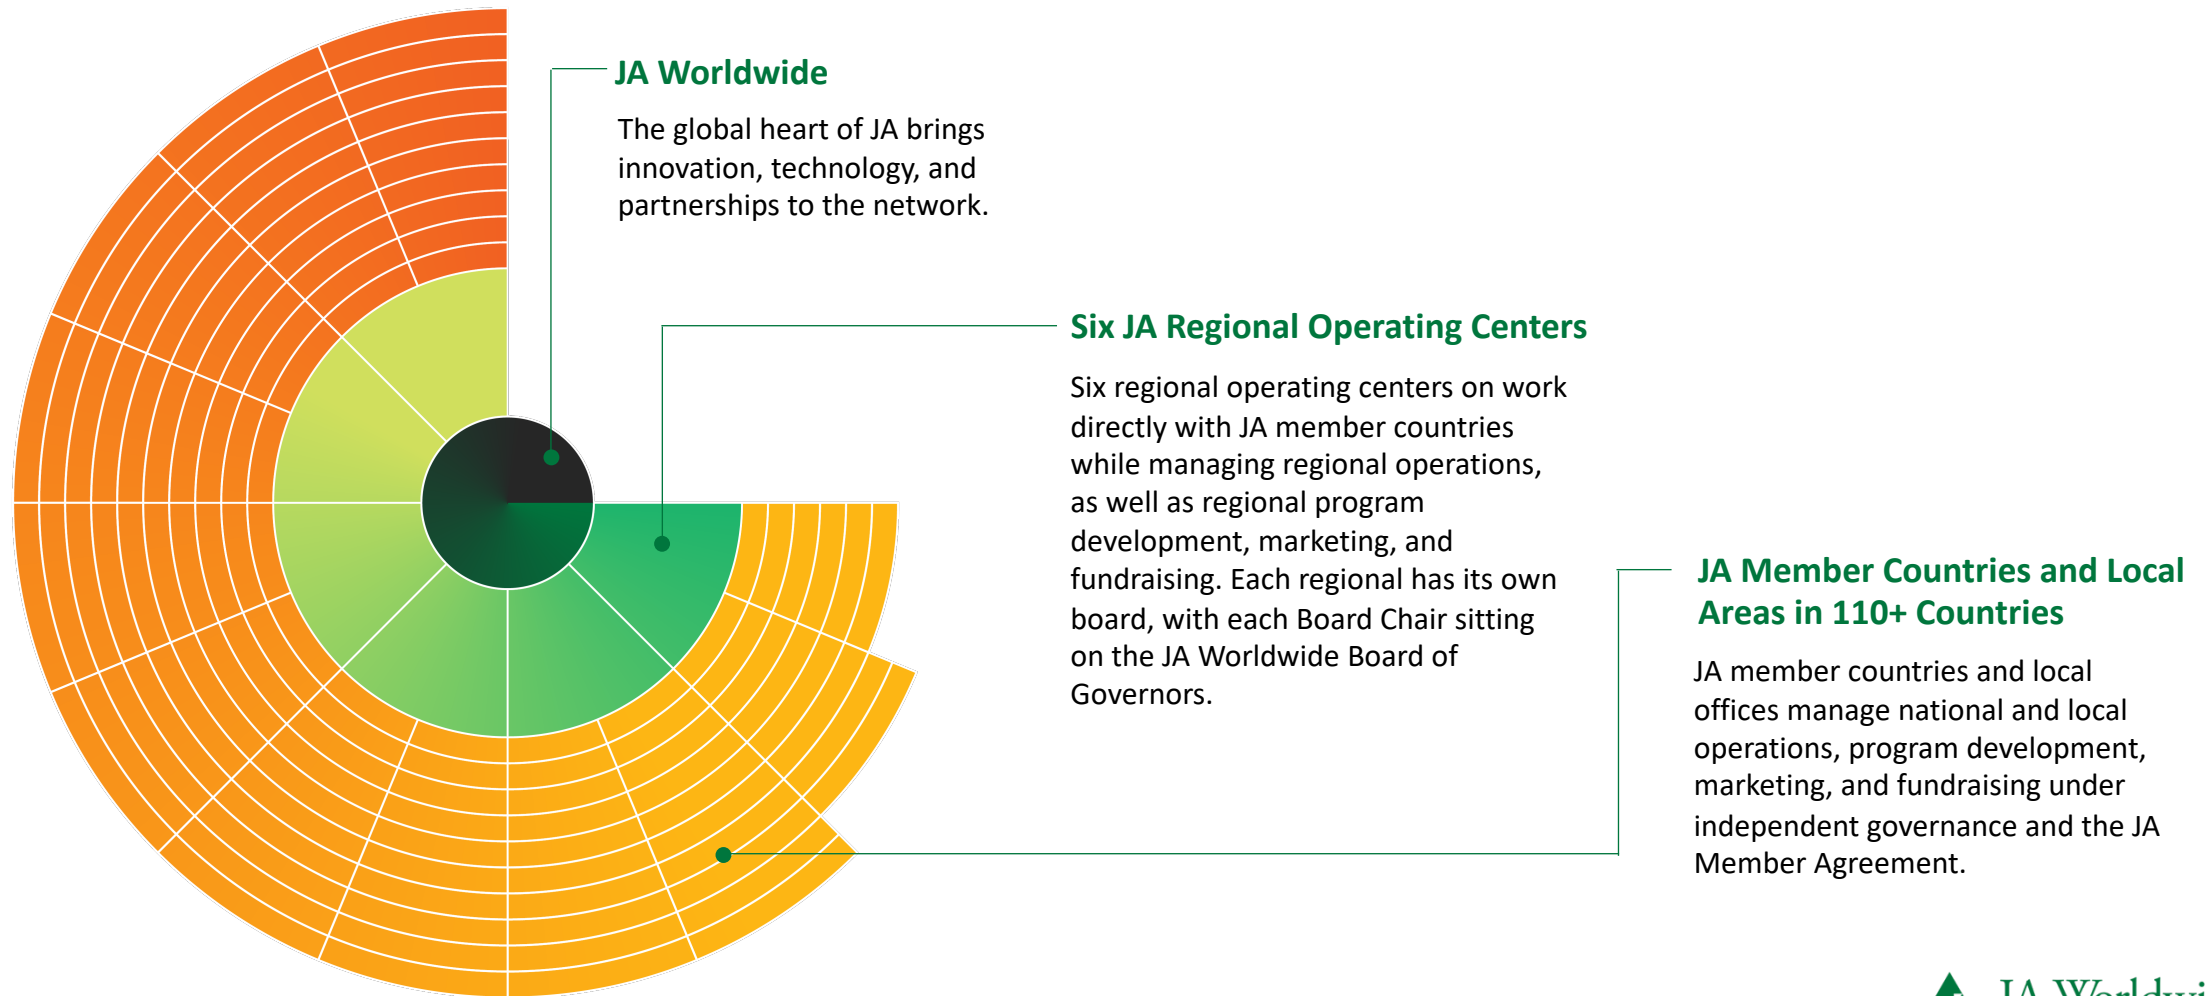 JA Worldwide
The global heart of JA brings
innovation, technology, and
partnerships to the network.
Six JA Regional Operating Centers
Six regional operating centers on work
directly with JA member countries
while managing regional operations,
as well as regional program
development, marketing, and
fundraising. Each regional has its own
board, with each Board Chair sitting
on the JA Worldwide Board of
Governors.
JA Member Countries and Local
Areas in 110+ Countries
JA member countries and local
offices manage national and local
operations, program development,
marketing, and fundraising under
independent governance and the JA
Member Agreement.
JA